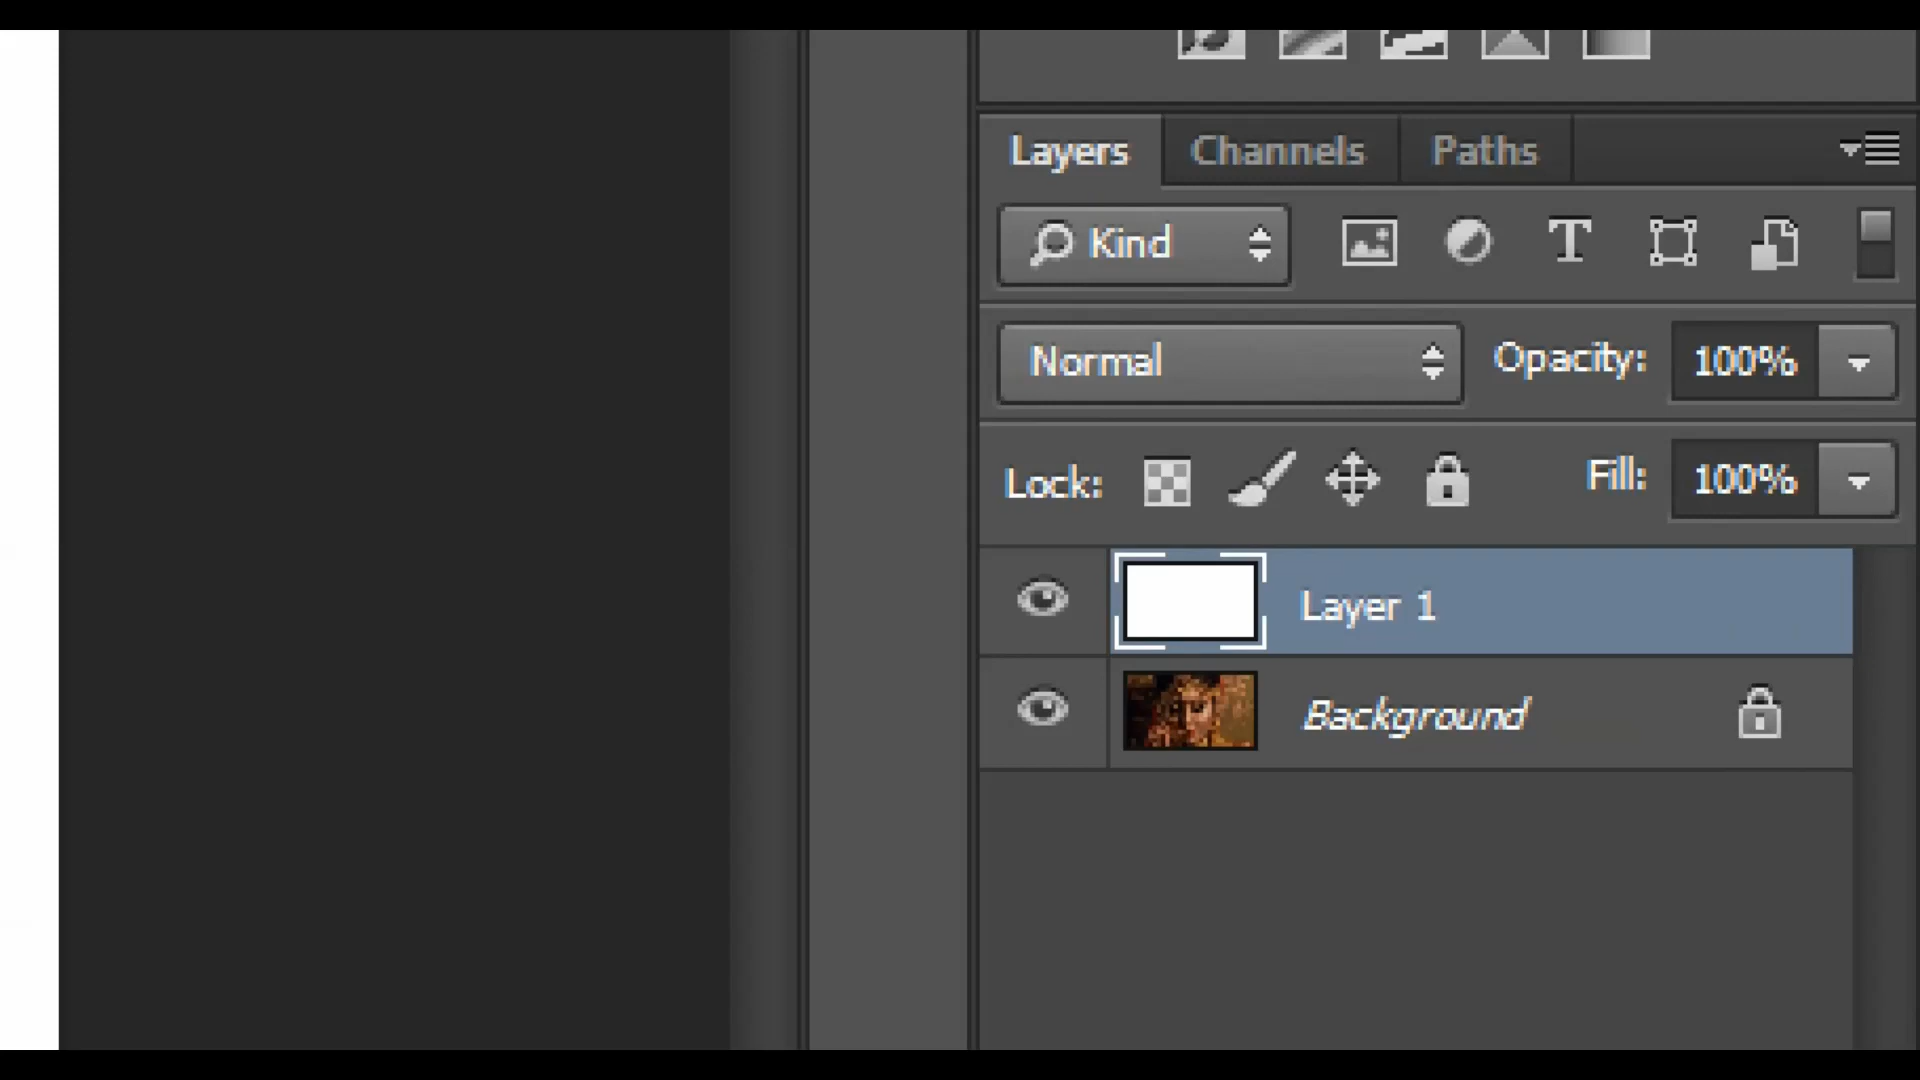 Layers Channels Paths
Kind
Normal Opacity: 100%
Lock: Fill: 100%
Layer 1
Background